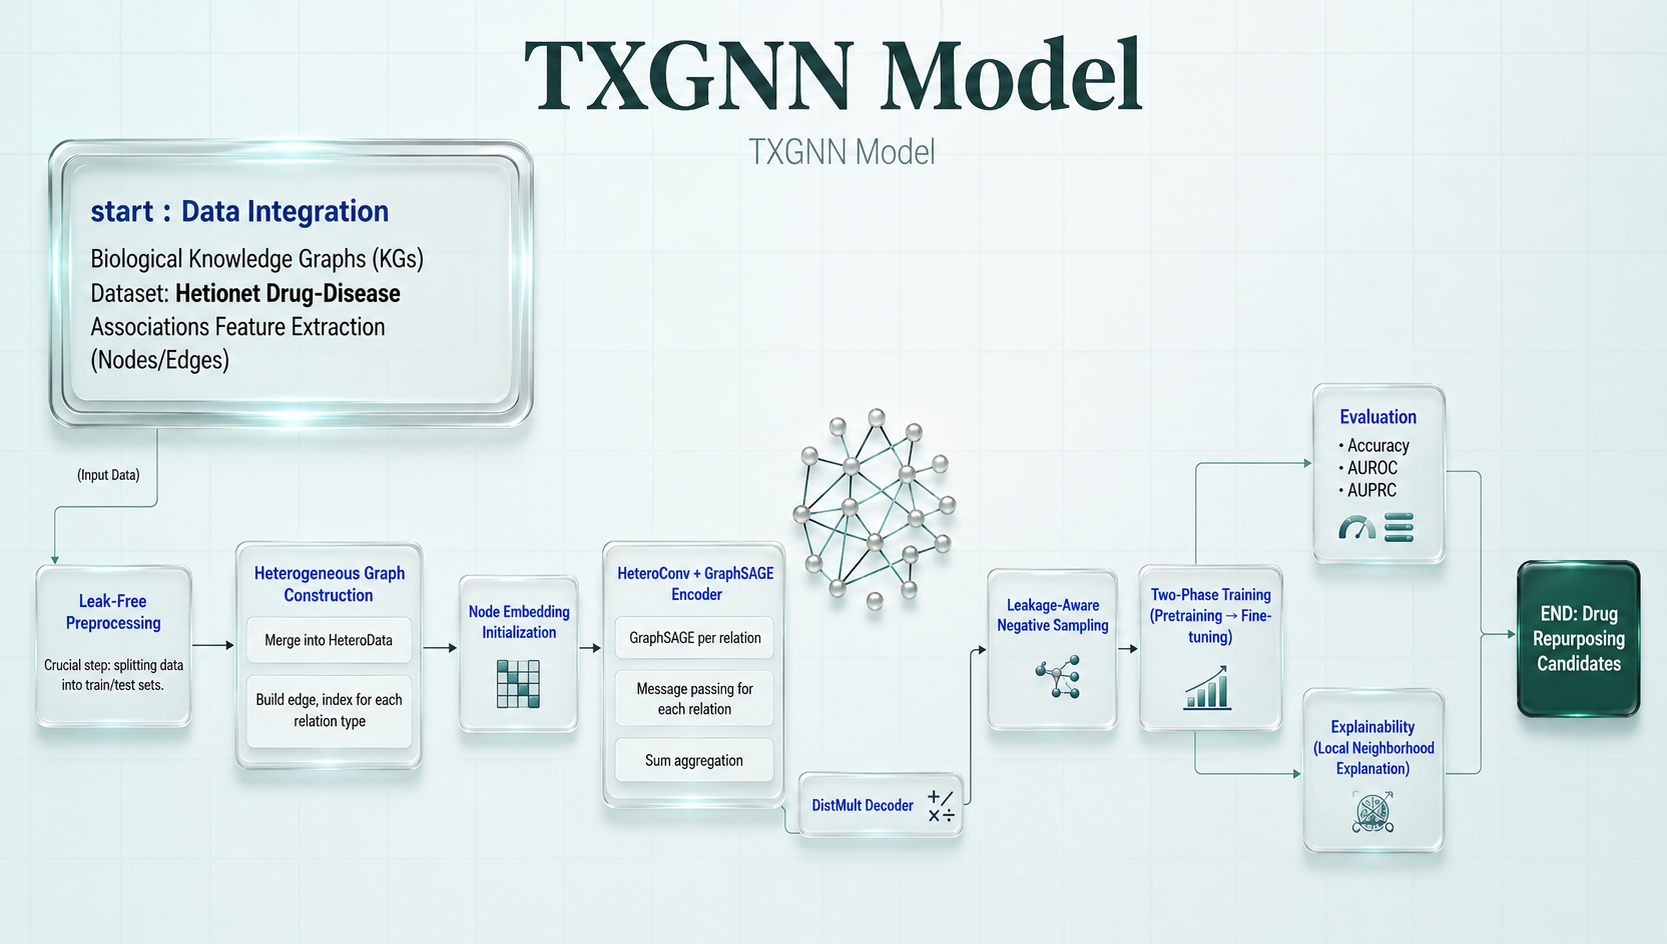 TXGNN Model
TXGNN Model
start : Data Integration
Biological Knowledge Graphs (KGs)
Dataset: Hetionet Drug-Disease
Associations Feature Extraction
(Nodes/Edges)
(Input Data)
Leak-Free
Preprocessing
Crucial step: splitting data
into train/test sets.
Heterogeneous Graph
Construction
Merge into HeteroData
Build edge, index for each
relation type
Node Embedding
Initialization
HeteroConv + GraphSAGE
Encoder
GraphSAGE per relation
Message passing for
each relation
Sum aggregation
DistMult Decoder
Leakage-Aware
Negative Sampling
Two-Phase Training
(Pretraining → Fine-
tuning)
Evaluation
• Accuracy
• AUROC
• AUPRC
Explainability
(Local Neighborhood
Explanation)
END: Drug
Repurposing
Candidates